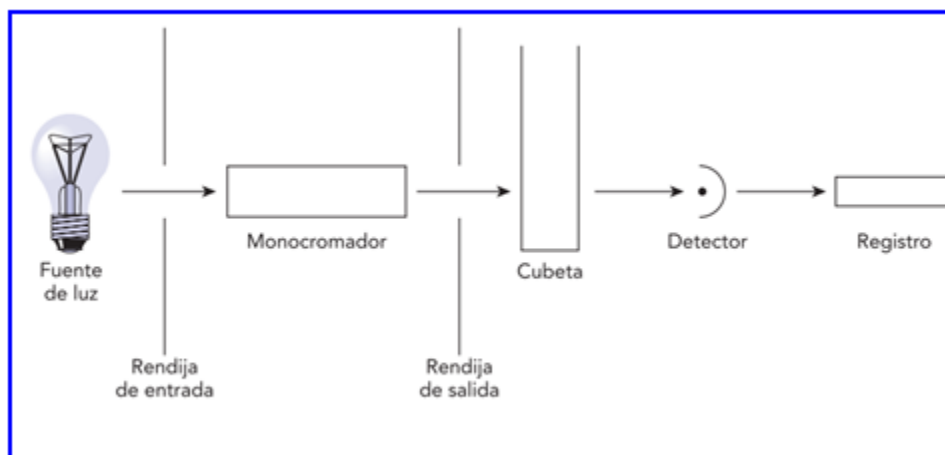 Fuente
de luz
Rendija
de entrada
Monocromador
Rendija
de salida
Cubeta
Detector
Registro